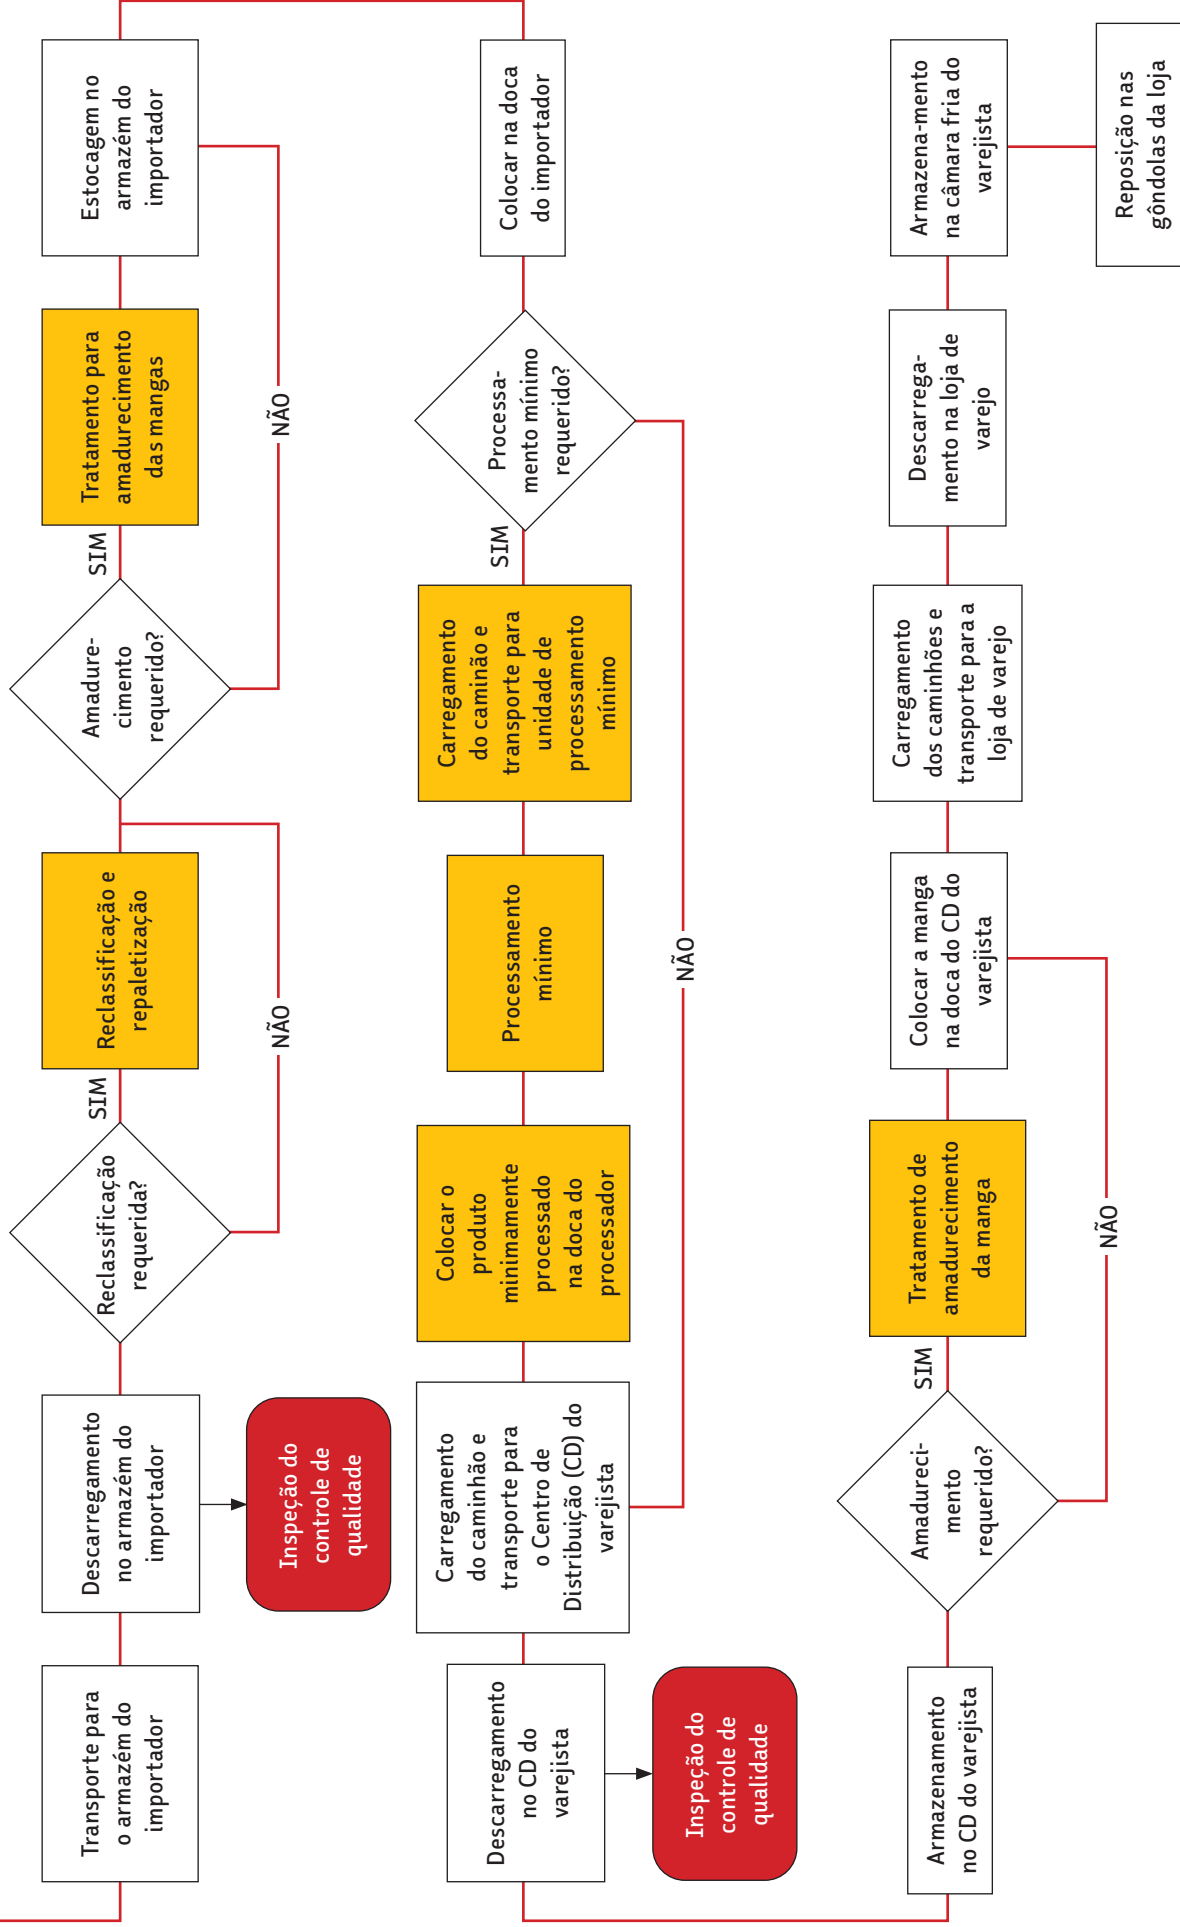 Transporte para
o armazém do
importador
Descarregamento
no armazém do
importador
Inspeção do
controle de
qualidade
Reclassificação
requerida?
SIM
NÃO
Reclassificação e
repaletização
Amadure-
cimento
requerido?
SIM
NÃO
Tratamento para
amadurecimento
das mangas
Estocagem no
armazém do
importador
Colocar na doca
do importador
Processa-
mento mínimo
requerido?
SIM
NÃO
Carregamento
do caminão e
transporte para
unidade de
processamento
mínimo
Processamento
mínimo
Colocar o
produto
minimamente
processado
na doca do
processador
Carregamento
do caminhão e
transporte para
o Centro de
Distribuição (CD) do
varejista
Descarregamento
no CD do
varejista
Inspeção do
controle de
qualidade
Armazenamento
no CD do varejista
Amadureci-
mento
requerido?
SIM
NÃO
Tratamento de
amadurecimento
da manga
Colocar a manga
na doca do CD do
varejista
Carregamento
dos caminhões e
transporte para a
loja de varejo
Descarrega-
mento na loja de
varejo
Armazena-mento
na câmara fria do
varejista
Reposição nas
gôndolas da loja